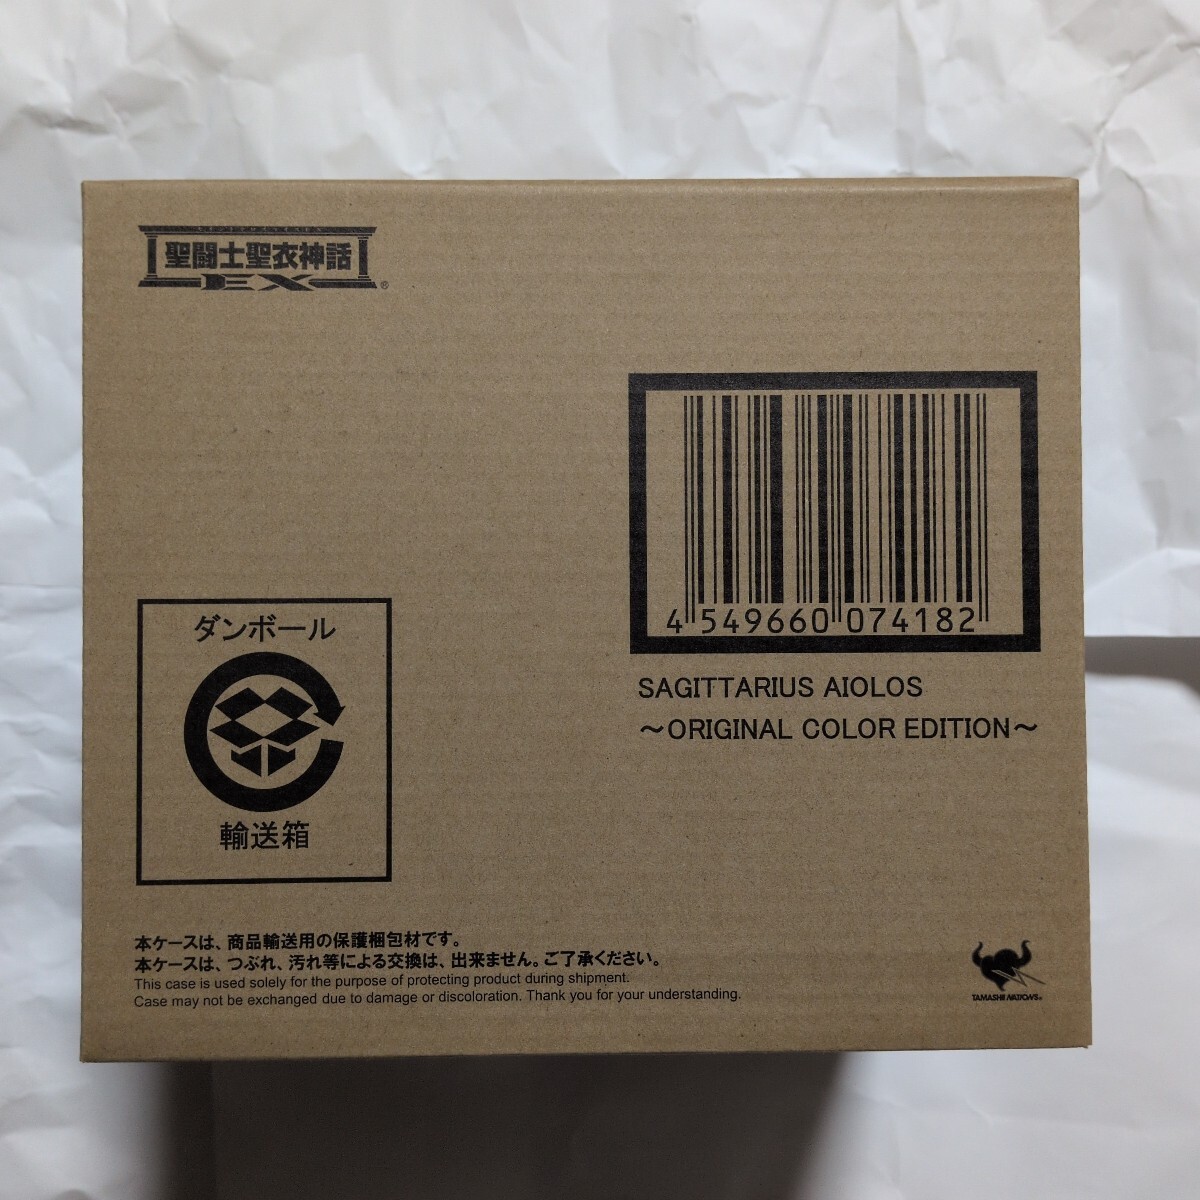 聖闘士聖衣神話
EX®
4 549660 074182
SAGITTARIUS AIOLOS
～ORIGINAL COLOR EDITION～
ダンボール
輸送箱
本ケースは、商品輸送用の保護梱包材です。
本ケースは、つぶれ、汚れ等による交換は、出来ません。ご了承ください。
This case is used solely for the purpose of protecting product during shipment.
Case may not be exchanged due to damage or discoloration. Thank you for your understanding.
TAMASHII NATIONS